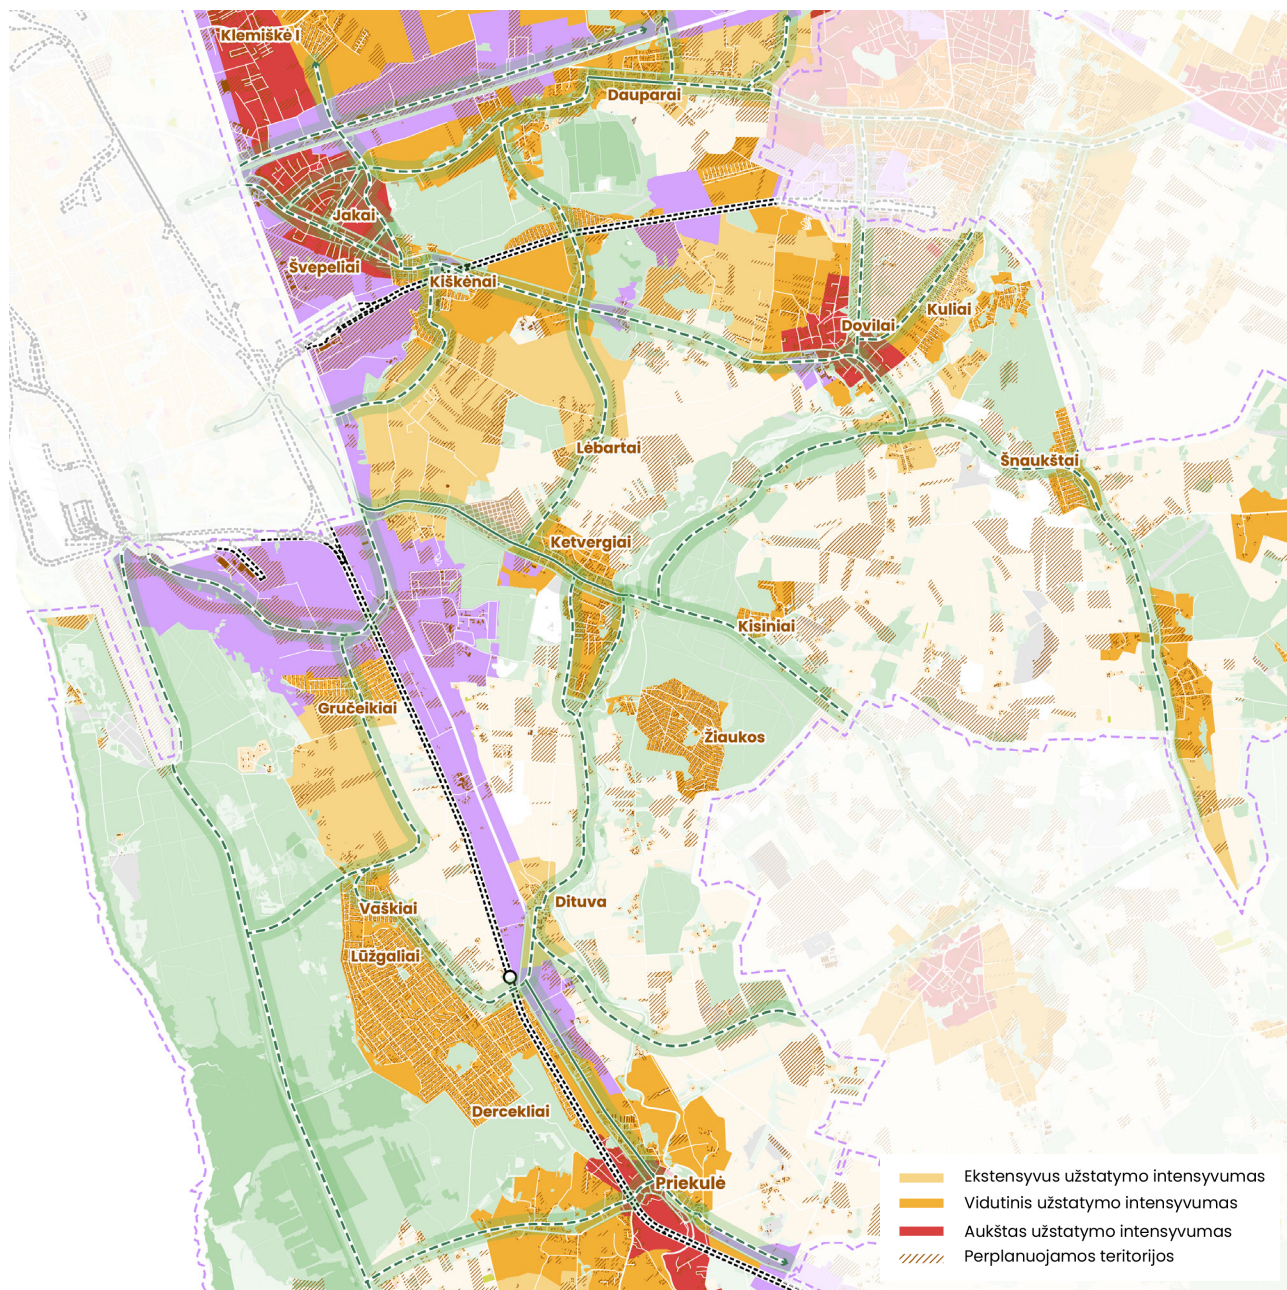 Klemiškė I
Dauparai
Jakai
Švepeliai
Kiškėnai
Kuliai
Dovilai
Lėbartai
Šnaukštai
Ketvergiai
Kisiniai
Gručeikiai
Žiaukos
Dituva
Vaškiai
Lūžgaliai
Dercekliai
Priekulė
Ekstensyvus užstatymo intensyvumas
Vidutinis užstatymo intensyvumas
Aukštas užstatymo intensyvumas
Perplanuojamos teritorijos